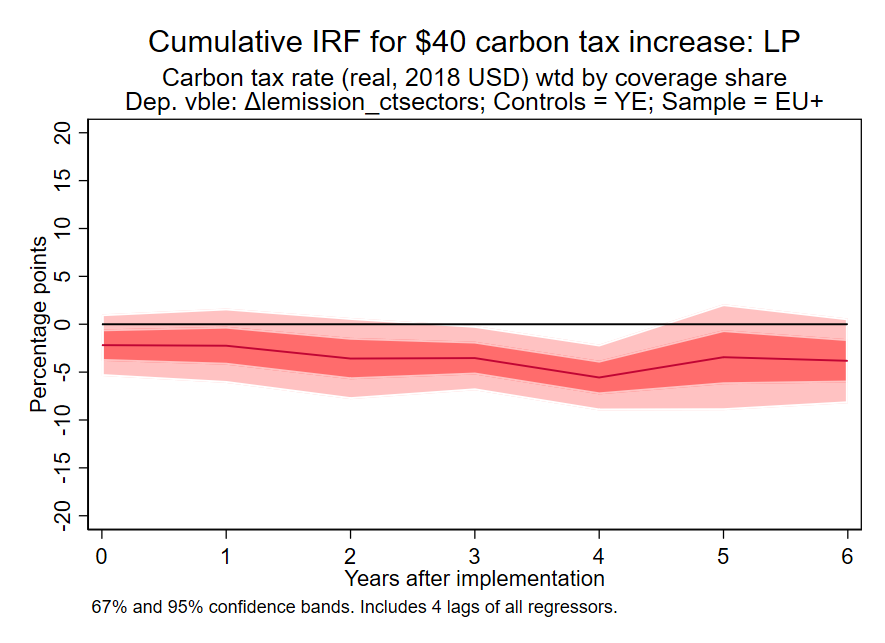 Cumulative IRF for $40 carbon tax increase: LP
Carbon tax rate (real, 2018 USD) wtd by coverage share
Dep. vble: Δlemission_ctsectors; Controls = YE; Sample = EU+
Percentage points
20
15
10
5
0
-5
-10
-15
-20
0 1 2 3 4 5 6
Years after implementation
67% and 95% confidence bands. Includes 4 lags of all regressors.